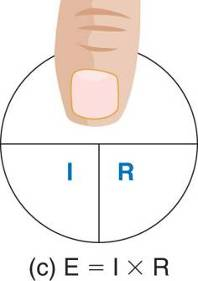 I R
(c) E = I × R